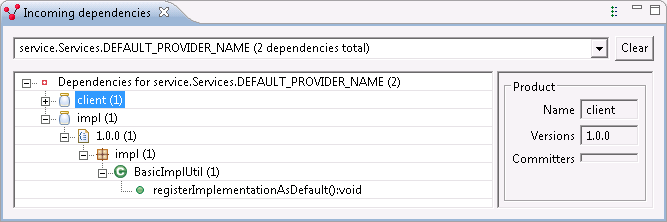 Incoming dependencies
service.Services.DEFAULT_PROVIDER_NAME (2 dependencies total)
Clear
Dependencies for service.Services.DEFAULT_PROVIDER_NAME (2)
client (1)
impl (1)
1.0.0 (1)
impl (1)
BasicImplUtil (1)
registerImplementationAsDefault():void
Product
Name client
Versions 1.0.0
Committers